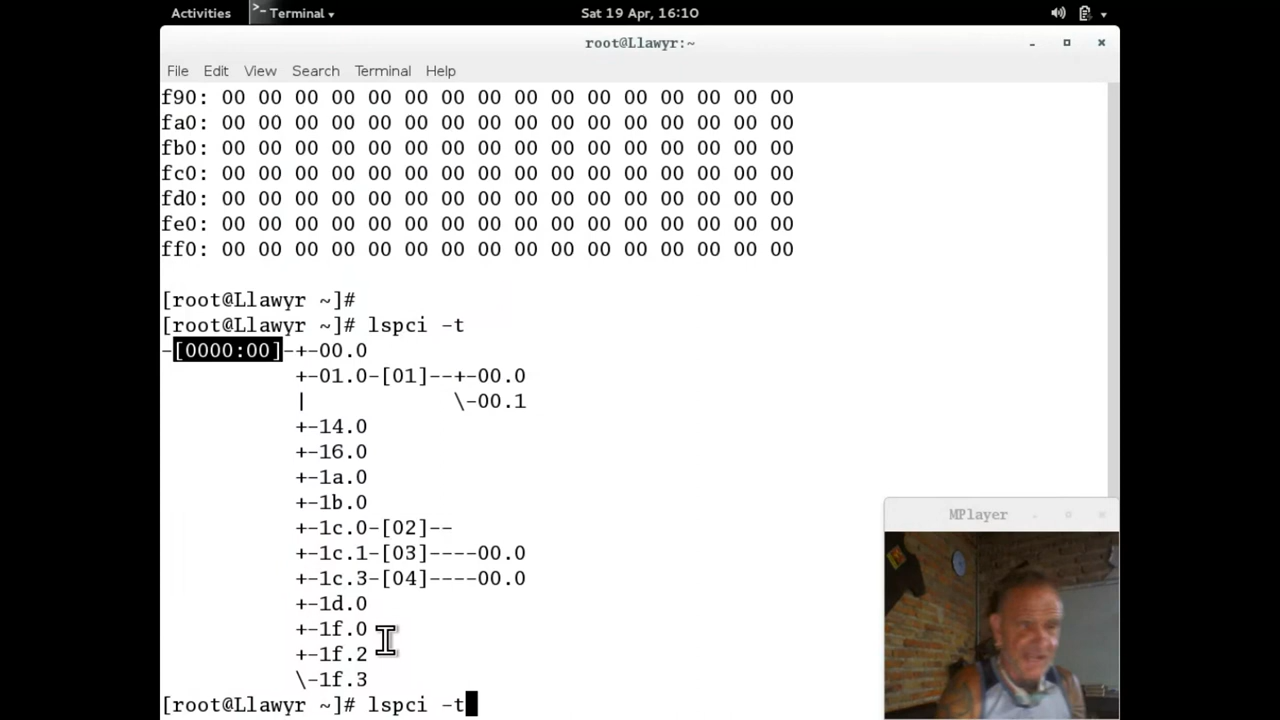 Activities
Terminal
Sat 19 Apr, 16:10
root@Llawyr:~
File Edit View Search Terminal Help
f90: 00 00 00 00 00 00 00 00 00 00 00 00 00 00 00 00
fa0: 00 00 00 00 00 00 00 00 00 00 00 00 00 00 00 00
fb0: 00 00 00 00 00 00 00 00 00 00 00 00 00 00 00 00
fc0: 00 00 00 00 00 00 00 00 00 00 00 00 00 00 00 00
fd0: 00 00 00 00 00 00 00 00 00 00 00 00 00 00 00 00
fe0: 00 00 00 00 00 00 00 00 00 00 00 00 00 00 00 00
ff0: 00 00 00 00 00 00 00 00 00 00 00 00 00 00 00 00
[root@Llawyr ~]#
[root@Llawyr ~]# lspci -t
-[0000:00]-+-00.0
           +-01.0-[01]--+-00.0
           |            \-00.1
           +-14.0
           +-16.0
           +-1a.0
           +-1b.0
           +-1c.0-[02]--
           +-1c.1-[03]----00.0
           +-1c.3-[04]----00.0
           +-1d.0
           +-1f.0
           +-1f.2
           \-1f.3
[root@Llawyr ~]# lspci -t
MPlayer